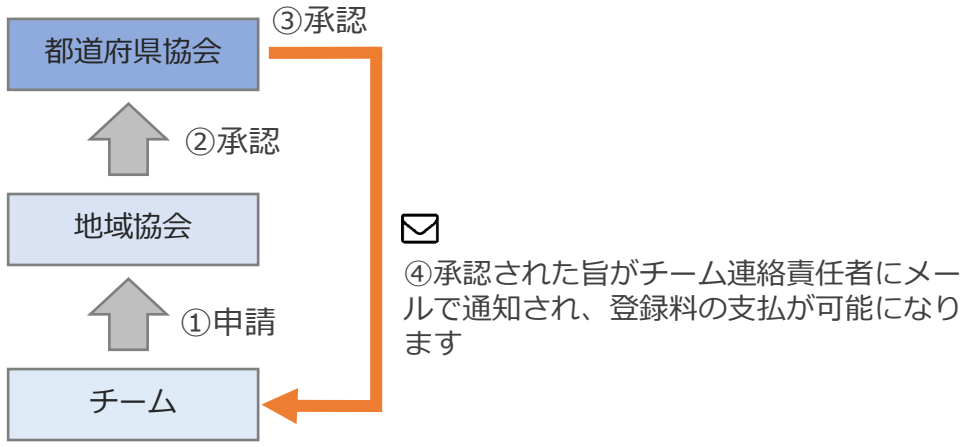 ③承認
都道府県協会
②承認
地域協会
④承認された旨がチーム連絡責任者にメー
ルで通知され、登録料の支払が可能になり
ます
①申請
チーム